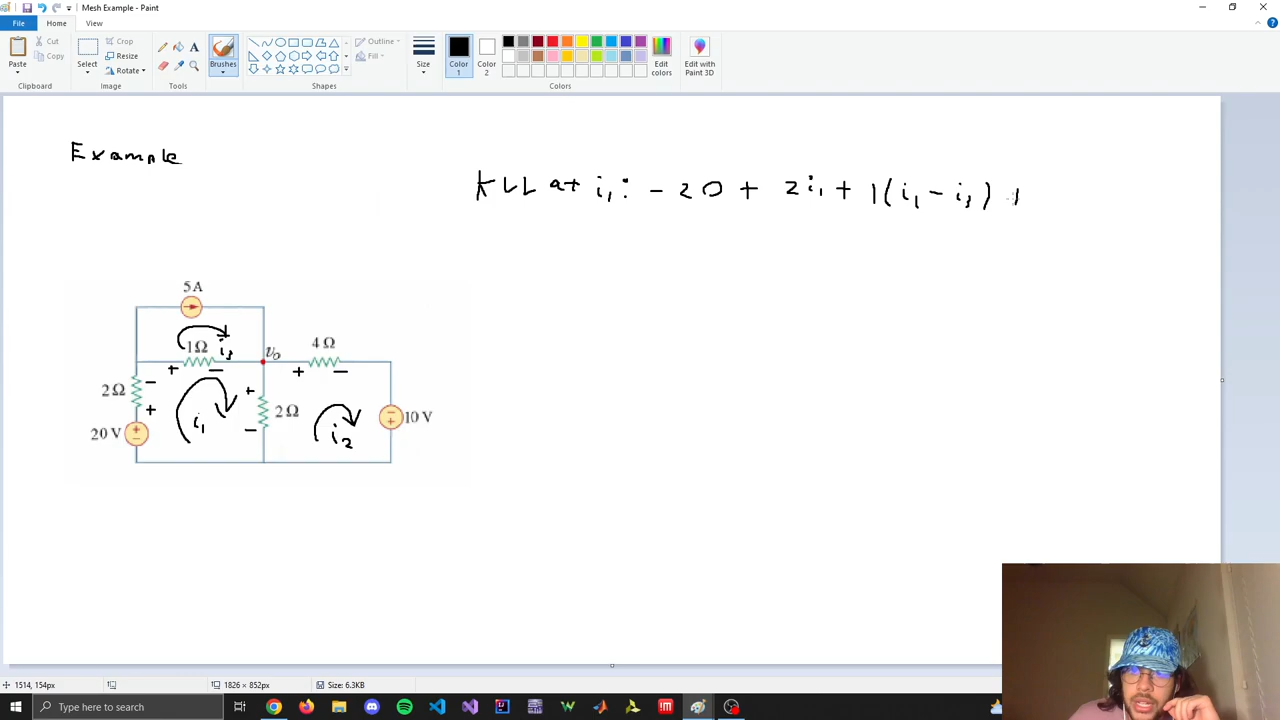 Mesh Example - Paint
File Home View
Paste
Cut
Copy
Clipboard
Select
Crop
Resize
Rotate
Image
A
Tools
Brushes
Outline
Fill
Shapes
Size
Color 1
Color 2
Edit colors
Colors
Edit with Paint 3D
Example
KVL at i₁: - 20 + 2i₁ + 1(i₁ - i₃) +
5A
1Ω
i₃
v₀
4Ω
+ -
+ -
2Ω
-
+
20 V
+
-
i₁
+
-
2Ω
i₂
-
+
10 V
1514, 154px
1826 × 852px
Size: 6.3KB
Type here to search